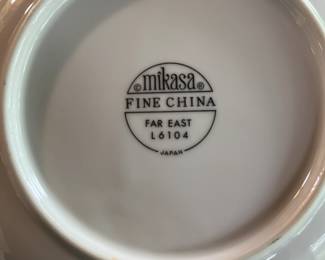 © mikasa ®
FINE CHINA
FAR EAST
L6104
JAPAN